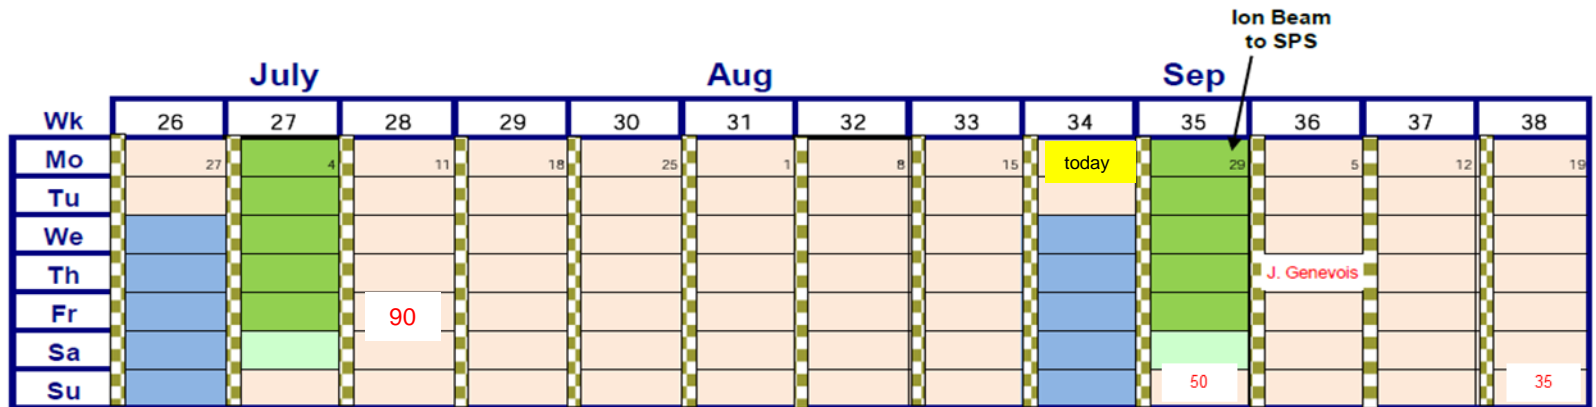 Ion Beam
to SPS
July Aug Sep
Wk 26 27 28 29 30 31 32 33 34 35 36 37 38
Mo 27 4 11 18 25 1 8 15 today 29 5 12 19
Tu
We
Th J. Genevois
Fr 90
Sa
Su 50 35